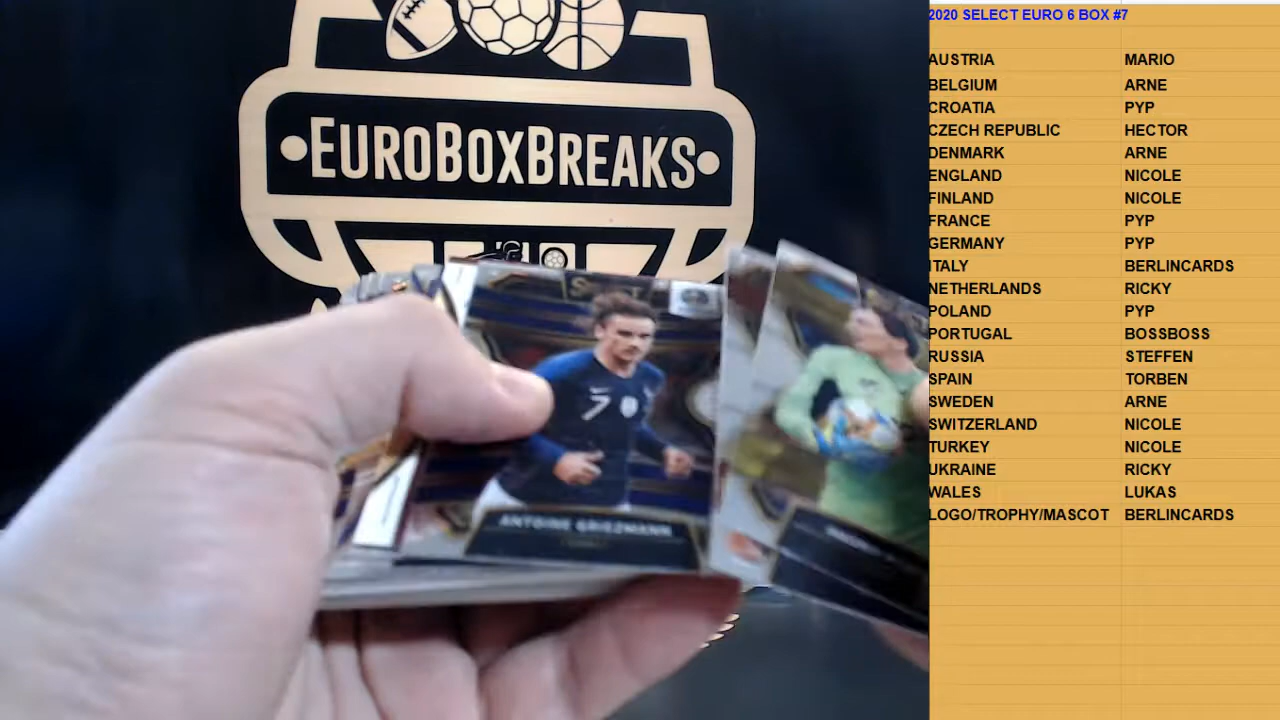 2020 SELECT EURO 6 BOX #7
AUSTRIA MARIO
BELGIUM ARNE
CROATIA PYP
CZECH REPUBLIC HECTOR
DENMARK ARNE
ENGLAND NICOLE
FINLAND NICOLE
FRANCE PYP
GERMANY PYP
ITALY BERLINCARDS
NETHERLANDS RICKY
POLAND PYP
PORTUGAL BOSSBOSS
RUSSIA STEFFEN
SPAIN TORBEN
SWEDEN ARNE
SWITZERLAND NICOLE
TURKEY NICOLE
UKRAINE RICKY
WALES LUKAS
LOGO/TROPHY/MASCOT BERLINCARDS
EUROBOXBREAKS
SELECT
7
ANTOINE GRIEZMANN